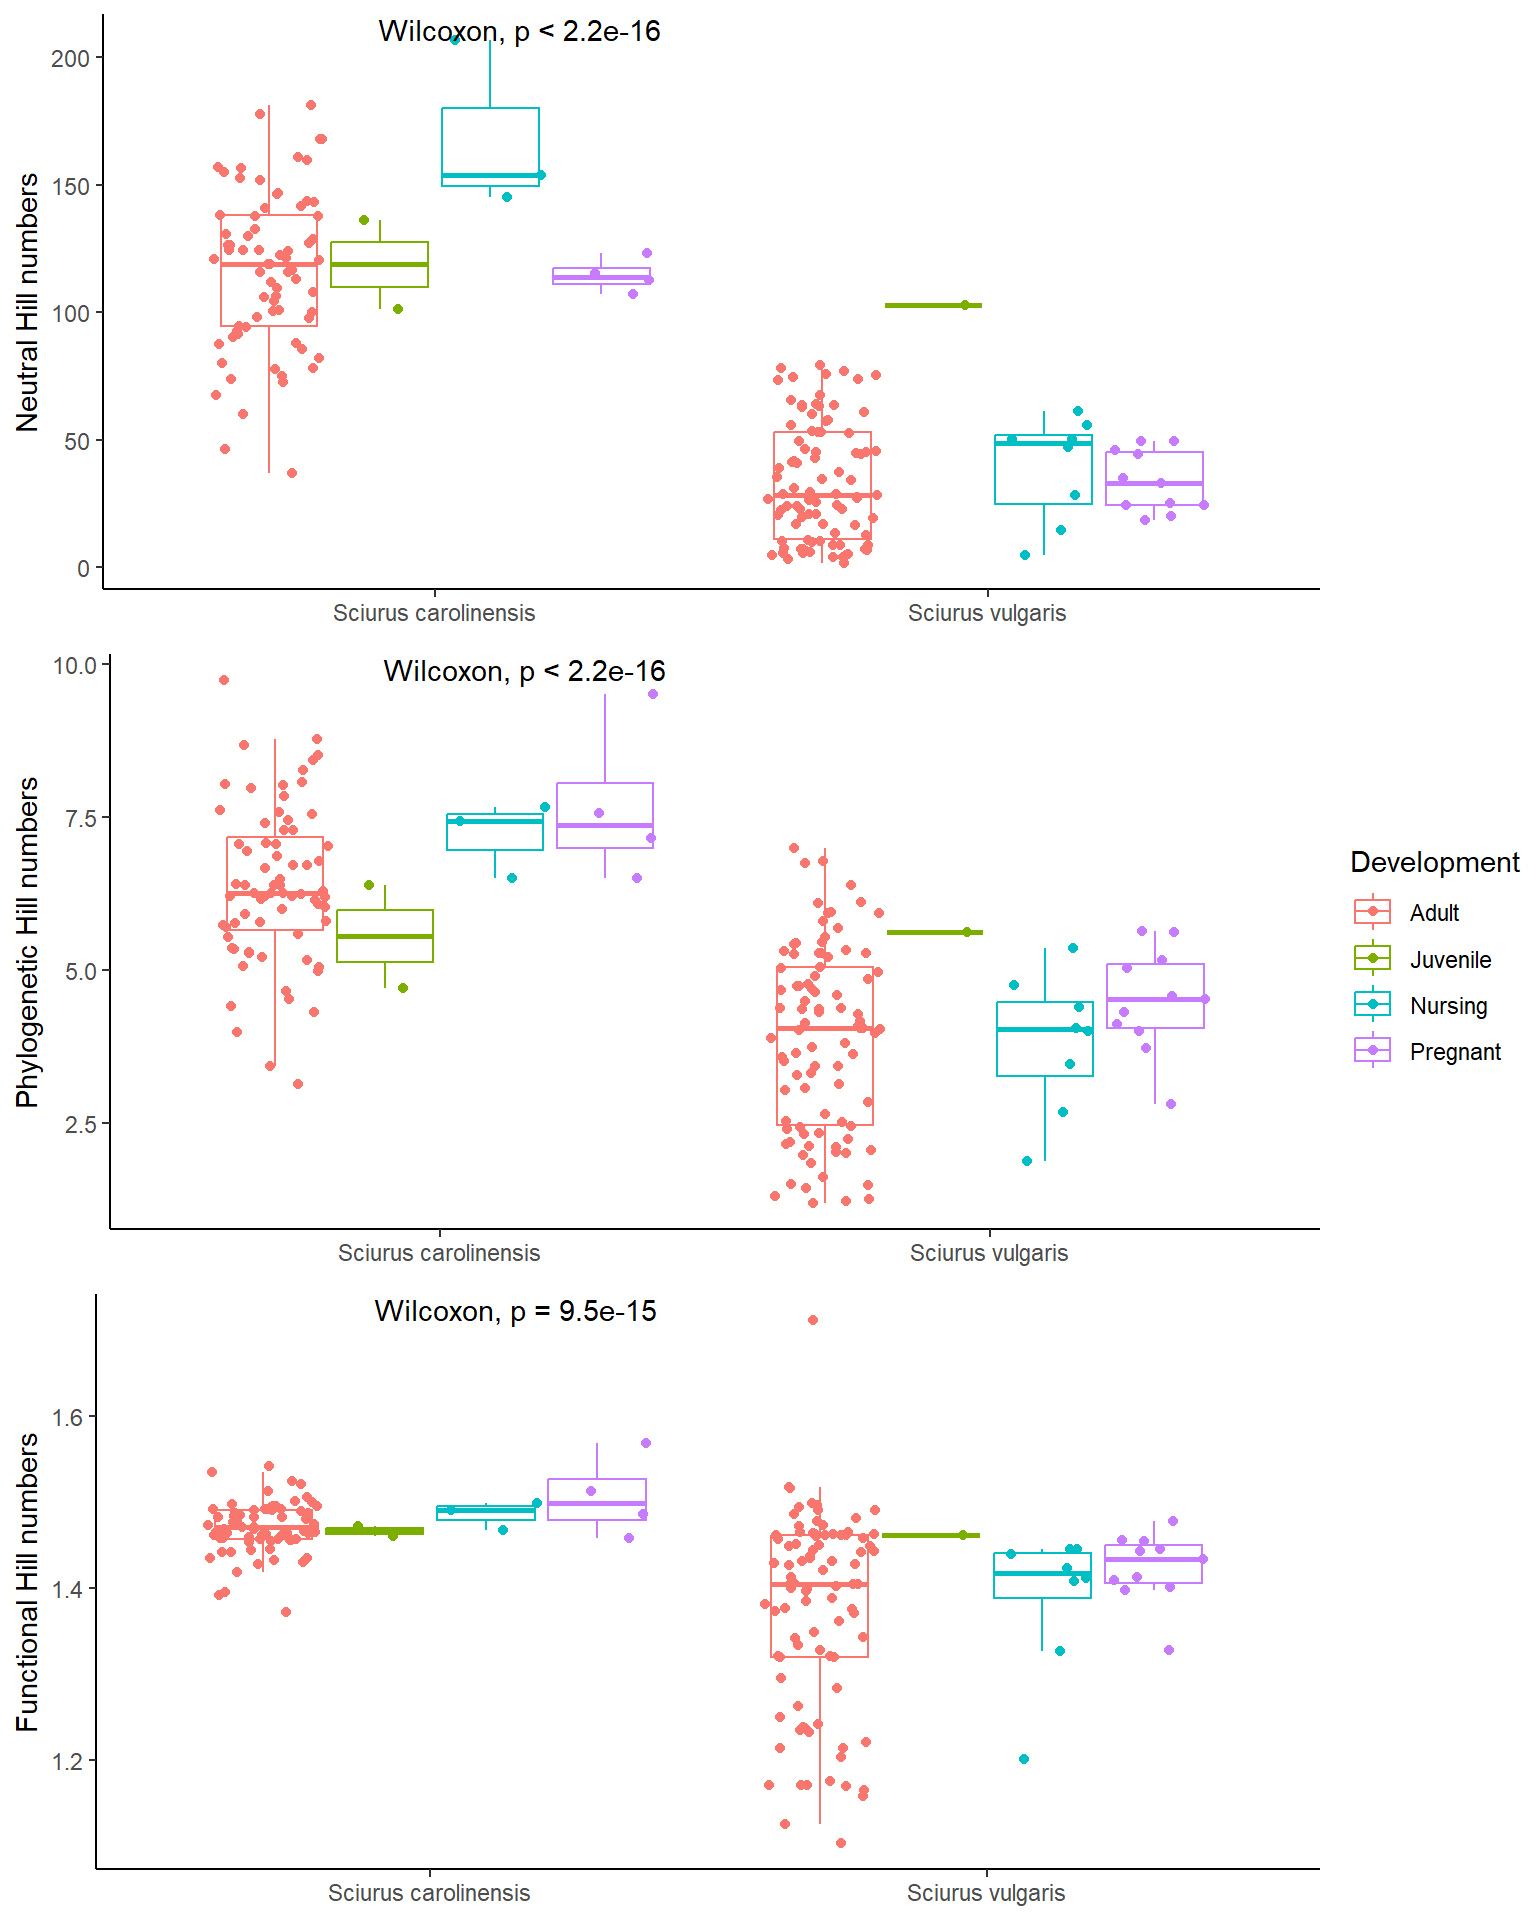 Wilcoxon, p < 2.2e-16
Neutral Hill numbers
200
150
100
50
0
Sciurus carolinensis
Sciurus vulgaris
Wilcoxon, p < 2.2e-16
Phylogenetic Hill numbers
10.0
7.5
5.0
2.5
Sciurus carolinensis
Sciurus vulgaris
Development
Adult
Juvenile
Nursing
Pregnant
Wilcoxon, p = 9.5e-15
Functional Hill numbers
1.6
1.4
1.2
Sciurus carolinensis
Sciurus vulgaris